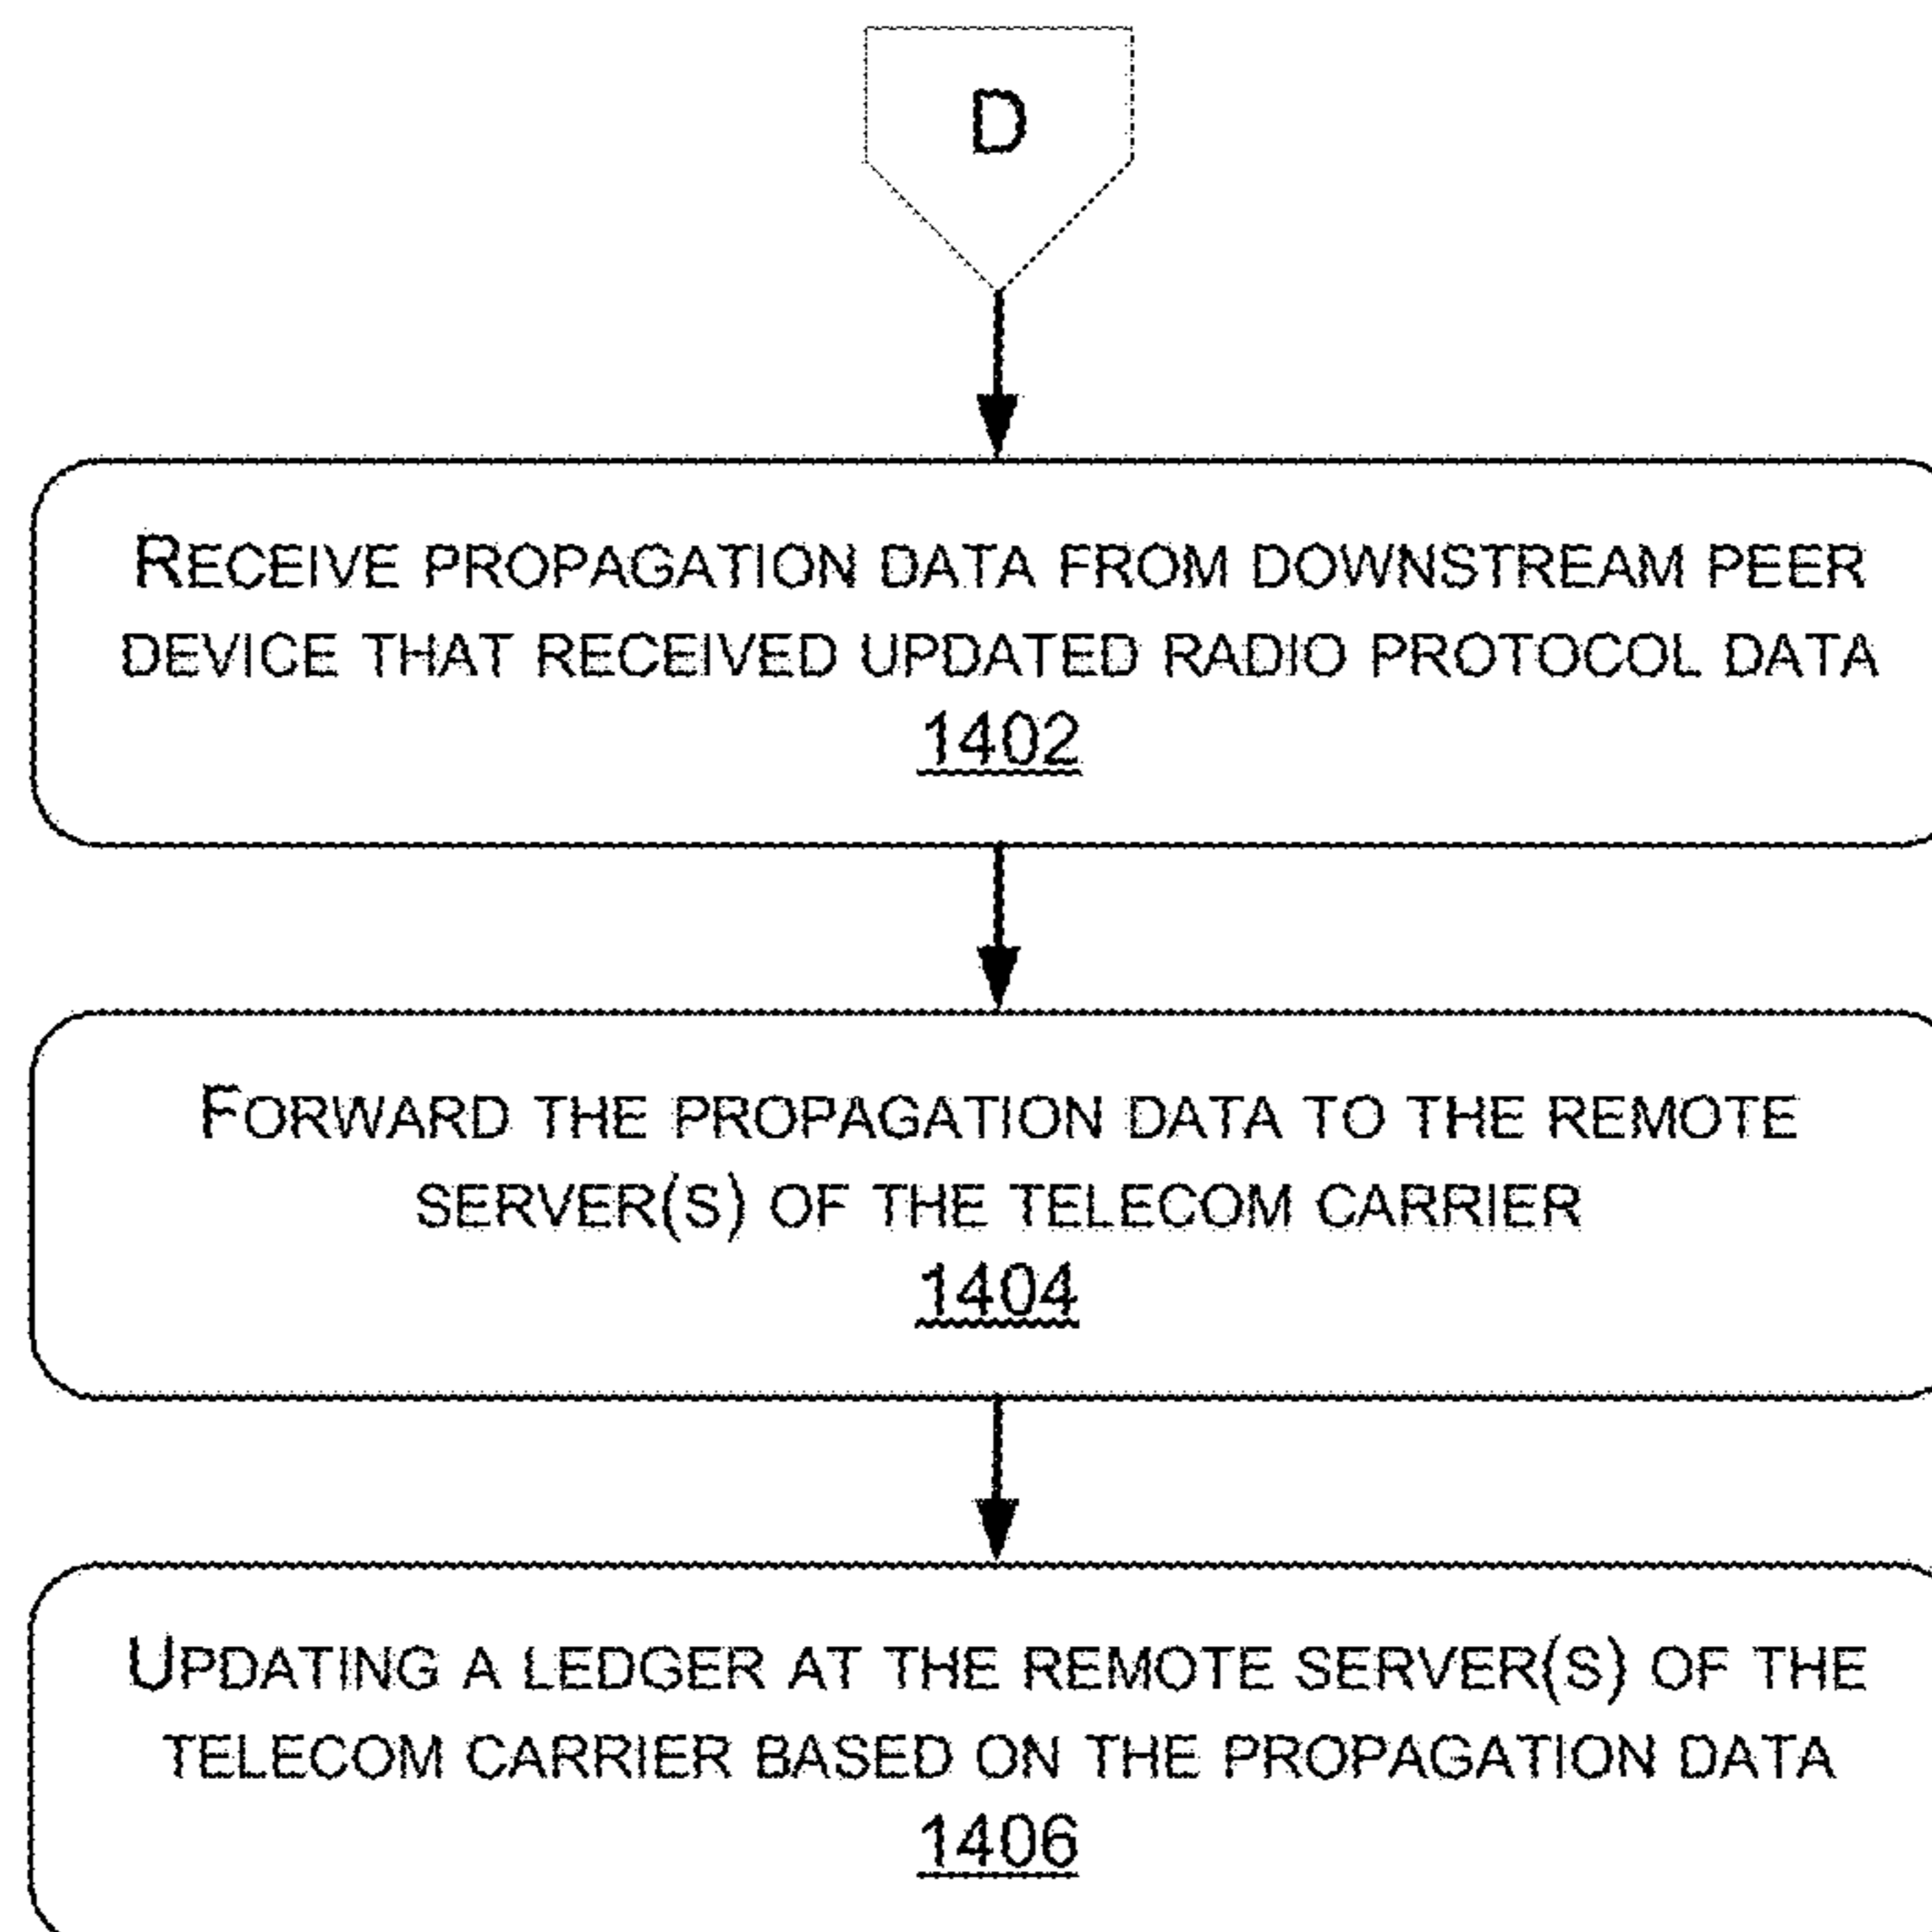 D
RECEIVE PROPAGATION DATA FROM DOWNSTREAM PEER
DEVICE THAT RECEIVED UPDATED RADIO PROTOCOL DATA
1402
FORWARD THE PROPAGATION DATA TO THE REMOTE
SERVER(S) OF THE TELECOM CARRIER
1404
UPDATING A LEDGER AT THE REMOTE SERVER(S) OF THE
TELECOM CARRIER BASED ON THE PROPAGATION DATA
1406